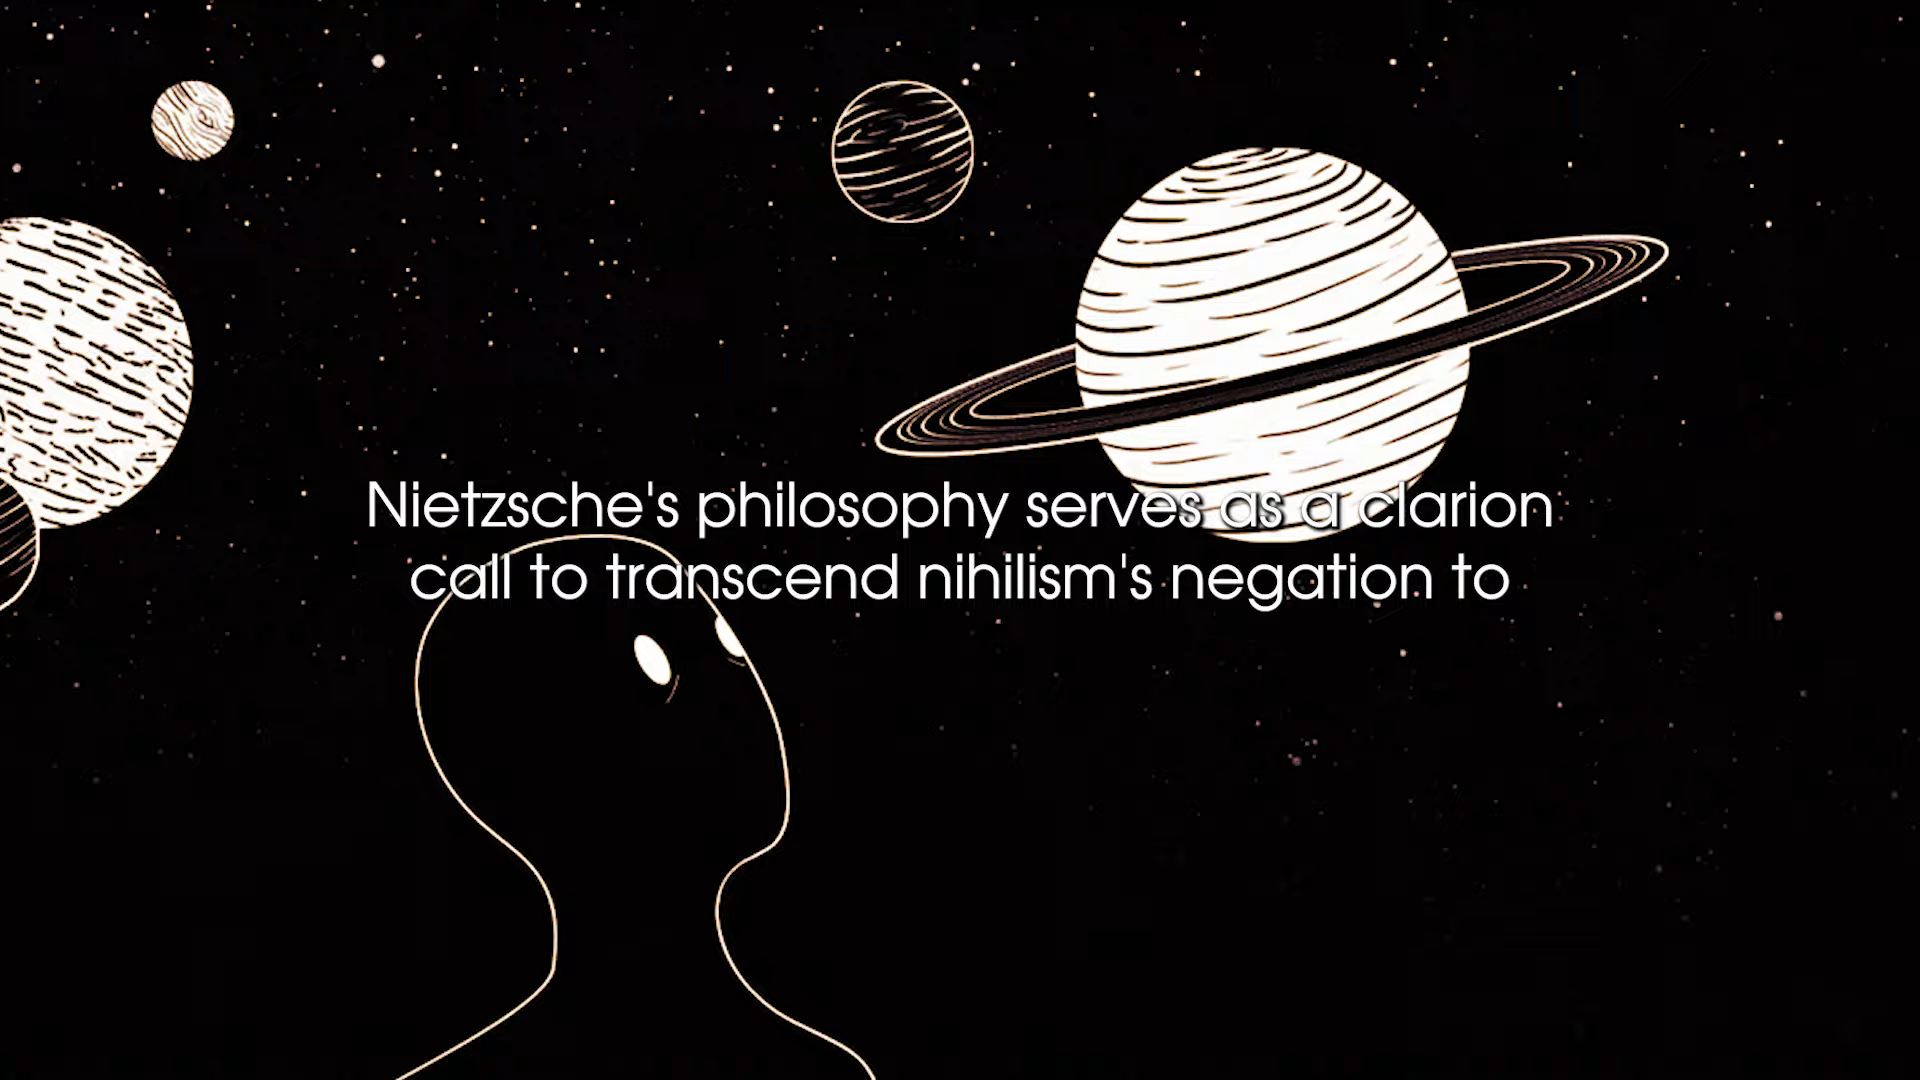 Nietzsche's philosophy serves as a clarion
call to transcend nihilism's negation to